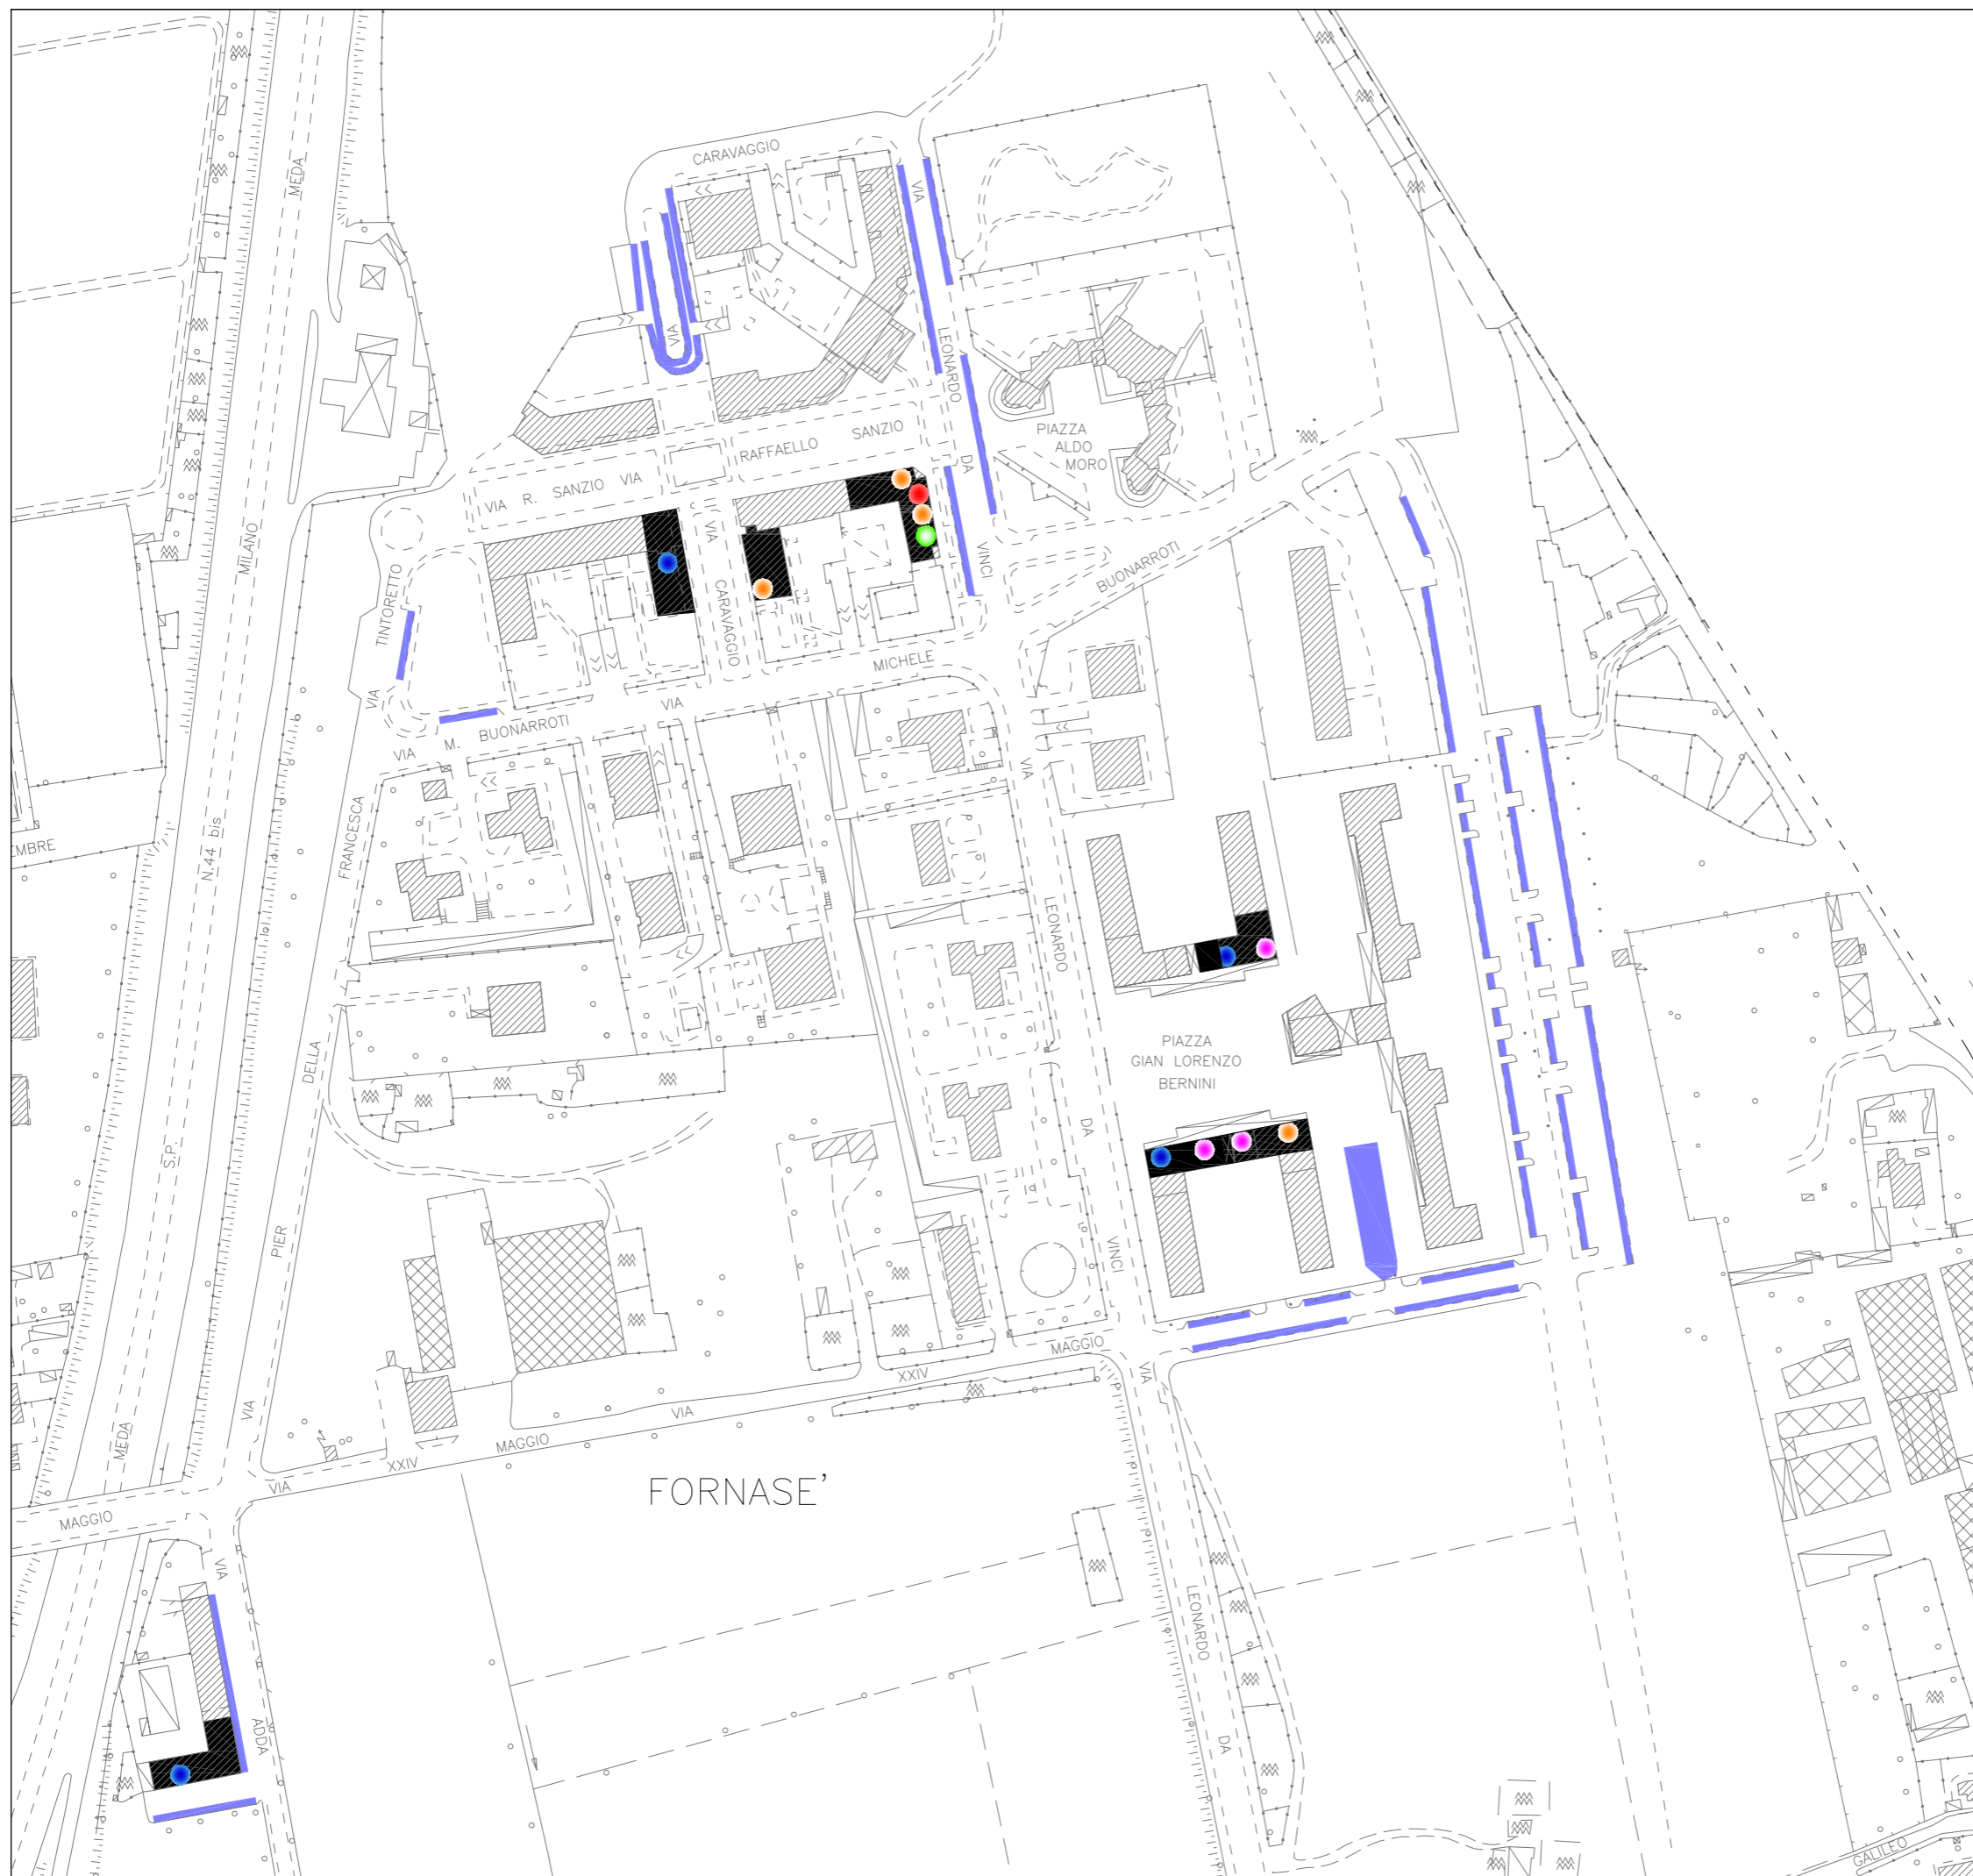 CARAVAGGIO
MEDA
VIA
VIA
LEONARDO
PIAZZA
ALDO
MORO
RAFFAELLO SANZIO
VIA R. SANZIO VIA
DA
MILANO
VIA
VINCI
BUONARROTI
TINTORETTO
CARAVAGGIO
MICHELE
VIA
VIA
VIA M. BUONARROTI
VIA
EMBRE
N.44 bis
FRANCESCA
LEONARDO
PIAZZA
GIAN LORENZO
BERNINI
DELLA
DA
S.P.
PIER
VINCI
MAGGIO
VIA
XXIV
VIA
VIA
MAGGIO
MEDA
XXIV
VIA
FORNASE'
MAGGIO
VIA
LEONARDO
ADDA
DA
GALILEO